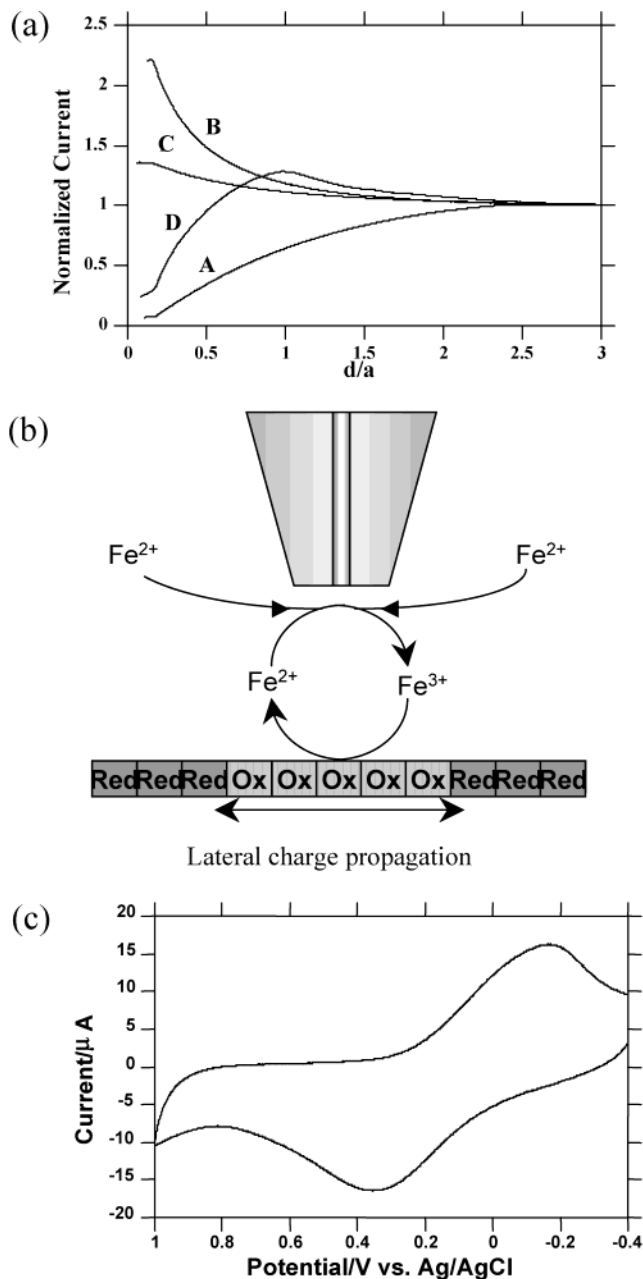 (a)
2.5
2
1.5
1
0.5
0
Normalized Current
B
C
D
A
0 0.5 1 1.5 2 2.5 3
d/a
(b)
Fe2+ Fe2+
Fe2+ Fe3+
Red Red Red Ox Ox Ox Ox Ox Red Red Red
Lateral charge propagation
(c)
20
15
10
5
0
-5
-10
-15
-20
Current/μ A
1 0.8 0.6 0.4 0.2 0 -0.2 -0.4
Potential/V vs. Ag/AgCl